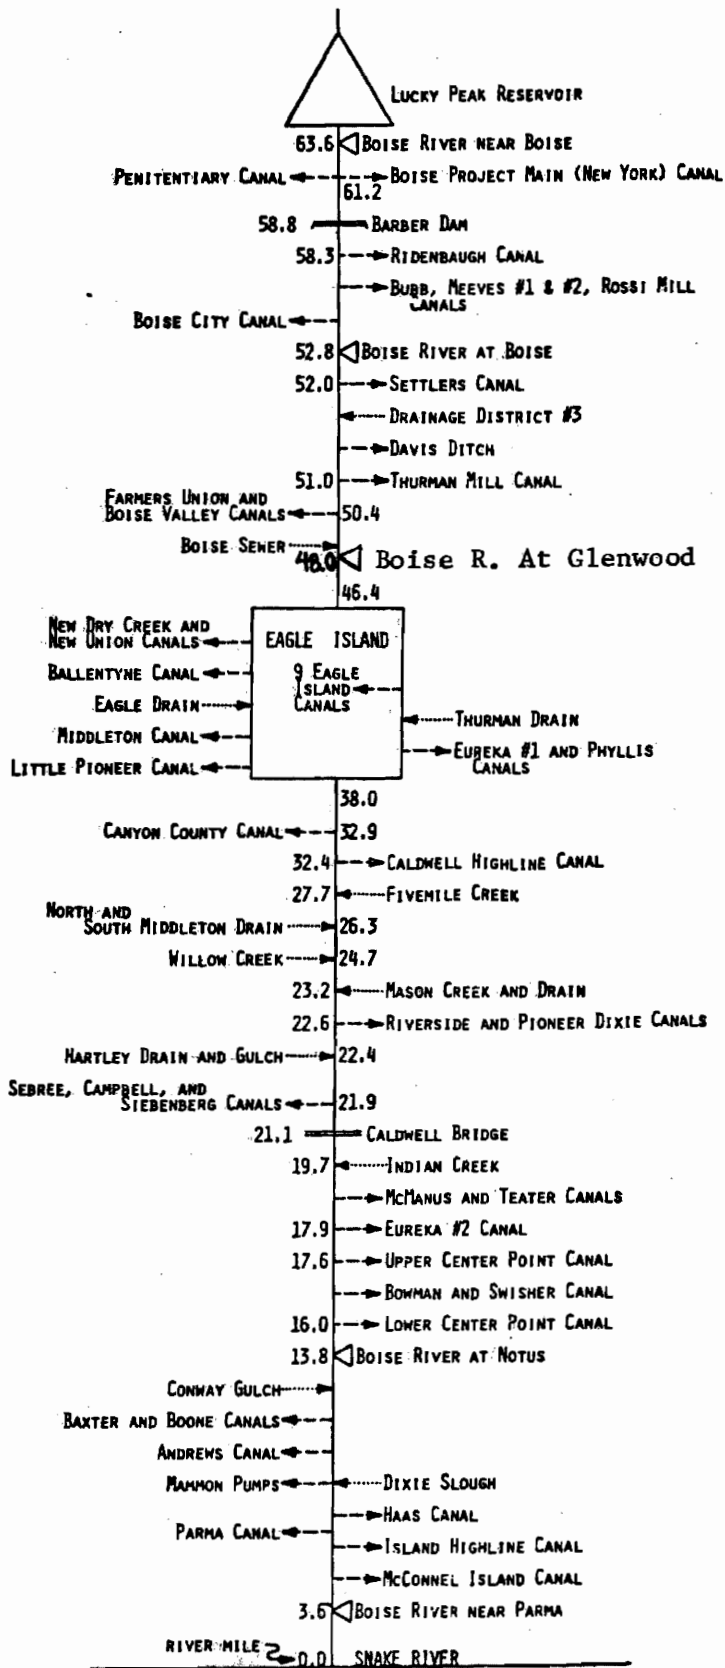 LUCKY PEAK RESERVOIR
63.6 BOISE RIVER NEAR BOISE
PENITENTIARY CANAL BOISE PROJECT MAIN (NEW YORK) CANAL
61.2
58.8 BARBER DAM
58.3 RIDENBAUGH CANAL
BUBB, MEEVES #1 & #2, ROSSI MILL
CANALS
BOISE CITY CANAL
52.8 BOISE RIVER AT BOISE
52.0 SETTLERS CANAL
DRAINAGE DISTRICT #3
DAVIS DITCH
51.0 THURMAN MILL CANAL
FARMERS UNION AND
BOISE VALLEY CANALS 50.4
BOISE SEWER
48.0 Boise R. At Glenwood
46.4
NEW DRY CREEK AND
NEW UNION CANALS
EAGLE ISLAND
BALLENTYNE CANAL
9 EAGLE
ISLAND
CANALS
EAGLE DRAIN
THURMAN DRAIN
MIDDLETON CANAL
EUREKA #1 AND PHYLLIS
CANALS
LITTLE PIONEER CANAL
38.0
CANYON COUNTY CANAL 32.9
32.4 CALDWELL HIGHLINE CANAL
27.7 FIVEMILE CREEK
NORTH AND
SOUTH MIDDLETON DRAIN 26.3
WILLOW CREEK 24.7
23.2 MASON CREEK AND DRAIN
22.6 RIVERSIDE AND PIONEER DIXIE CANALS
HARTLEY DRAIN AND GULCH 22.4
SEBREE, CAMPBELL, AND
SIEBENBERG CANALS 21.9
21.1 CALDWELL BRIDGE
19.7 INDIAN CREEK
MCMANUS AND TEATER CANALS
17.9 EUREKA #2 CANAL
17.6 UPPER CENTER POINT CANAL
BOWMAN AND SWISHER CANAL
16.0 LOWER CENTER POINT CANAL
13.8 BOISE RIVER AT NOTUS
CONWAY GULCH
BAXTER AND BOONE CANALS
ANDREWS CANAL
MAMMON PUMPS DIXIE SLOUGH
HAAS CANAL
PARMA CANAL
ISLAND HIGHLINE CANAL
MCCONNEL ISLAND CANAL
3.6 BOISE RIVER NEAR PARMA
RIVER MILE
0.0 SNAKE RIVER